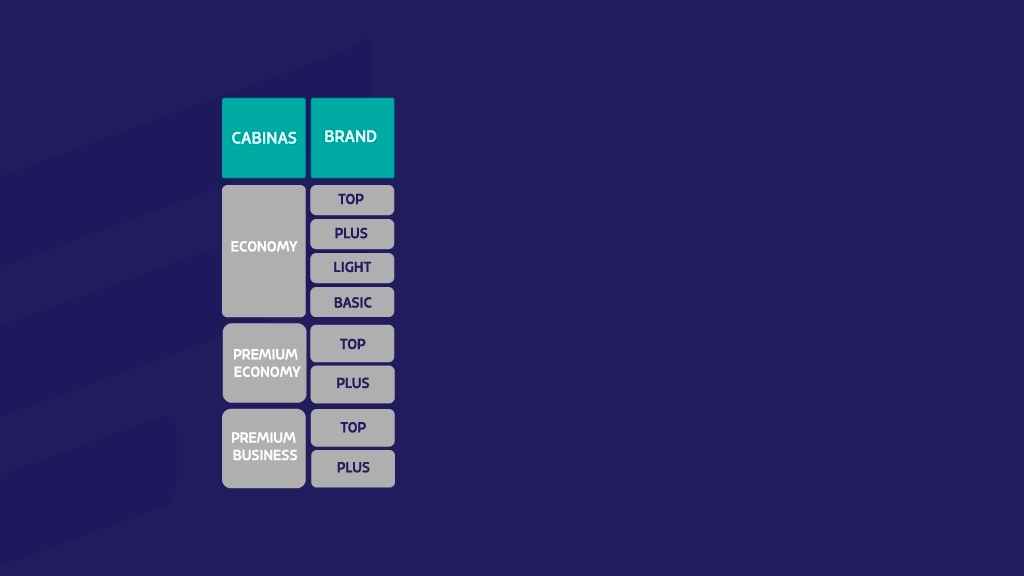 CABINAS
BRAND
ECONOMY
TOP
PLUS
LIGHT
BASIC
PREMIUM
ECONOMY
TOP
PLUS
PREMIUM
BUSINESS
TOP
PLUS